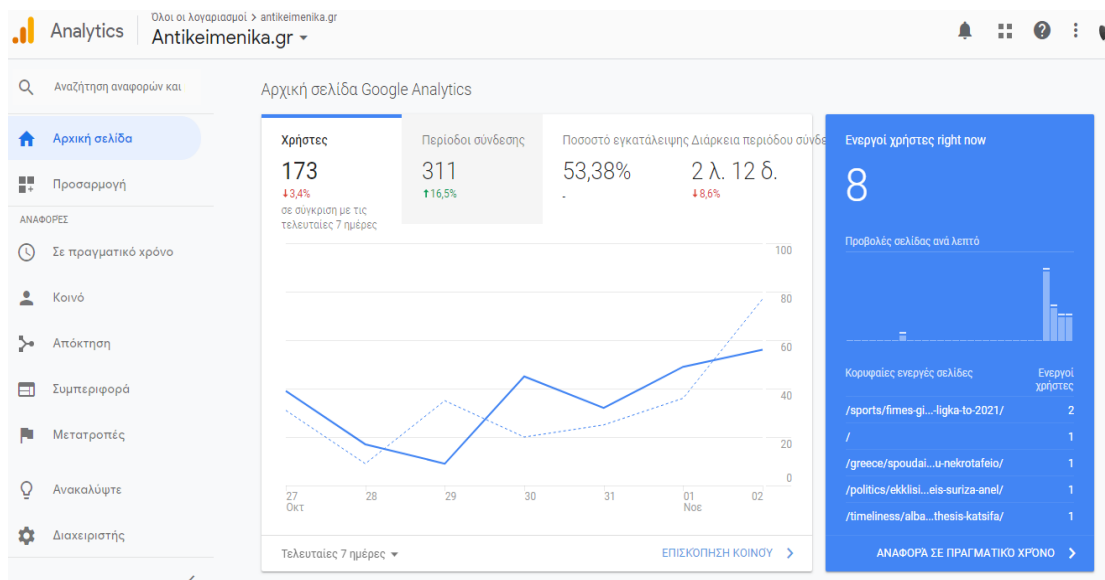 Analytics
Όλοι οι λογαριασμοί > antikeimenika.gr
Antikeimenika.gr
Αναζήτηση αναφορών και
Αρχική σελίδα
Προσαρμογή
ΑΝΑΦΟΡΕΣ
Σε πραγματικό χρόνο
Κοινό
Απόκτηση
Συμπεριφορά
Μετατροπές
Ανακαλύψτε
Διαχειριστής
Αρχική σελίδα Google Analytics
Χρήστες
173
↓3,4%
σε σύγκριση με τις
τελευταίες 7 ημέρες
Περίοδοι σύνδεσης
311
↑16,5%
Ποσοστό εγκατάλειψης
53,38%
-
Διάρκεια περιόδου σύνδε
2 λ. 12 δ.
↓8,6%
100
80
60
40
20
0
27 28 29 30 31 01 02
Οκτ Νοε
Τελευταίες 7 ημέρες
ΕΠΙΣΚΟΠΗΣΗ ΚΟΙΝΟΎ
Ενεργοί χρήστες right now
8
Προβολές σελίδας ανά λεπτό
Κορυφαίες ενεργές σελίδες Ενεργοί
χρήστες
/sports/fimes-gi...-ligka-to-2021/ 2
/ 1
/greece/spoudai...u-nekrotafeio/ 1
/politics/ekklisi...eis-suriza-anel/ 1
/timeliness/alba...thesis-katsifa/ 1
ΑΝΑΦΟΡΆ ΣΕ ΠΡΑΓΜΑΤΙΚΌ ΧΡΌΝΟ